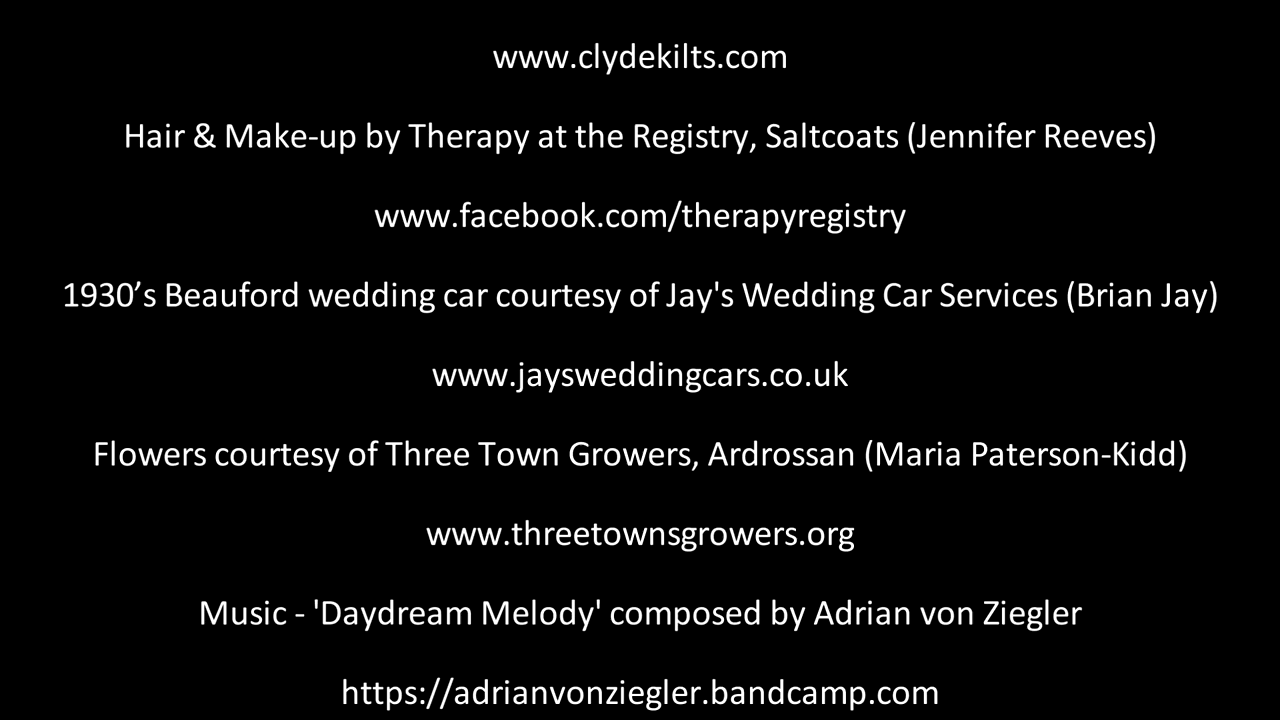 www.clydekilts.com
Hair & Make-up by Therapy at the Registry, Saltcoats (Jennifer Reeves)
www.facebook.com/therapyregistry
1930’s Beauford wedding car courtesy of Jay's Wedding Car Services (Brian Jay)
www.jaysweddingcars.co.uk
Flowers courtesy of Three Town Growers, Ardrossan (Maria Paterson-Kidd)
www.threetownsgrowers.org
Music - 'Daydream Melody' composed by Adrian von Ziegler
https://adrianvonziegler.bandcamp.com